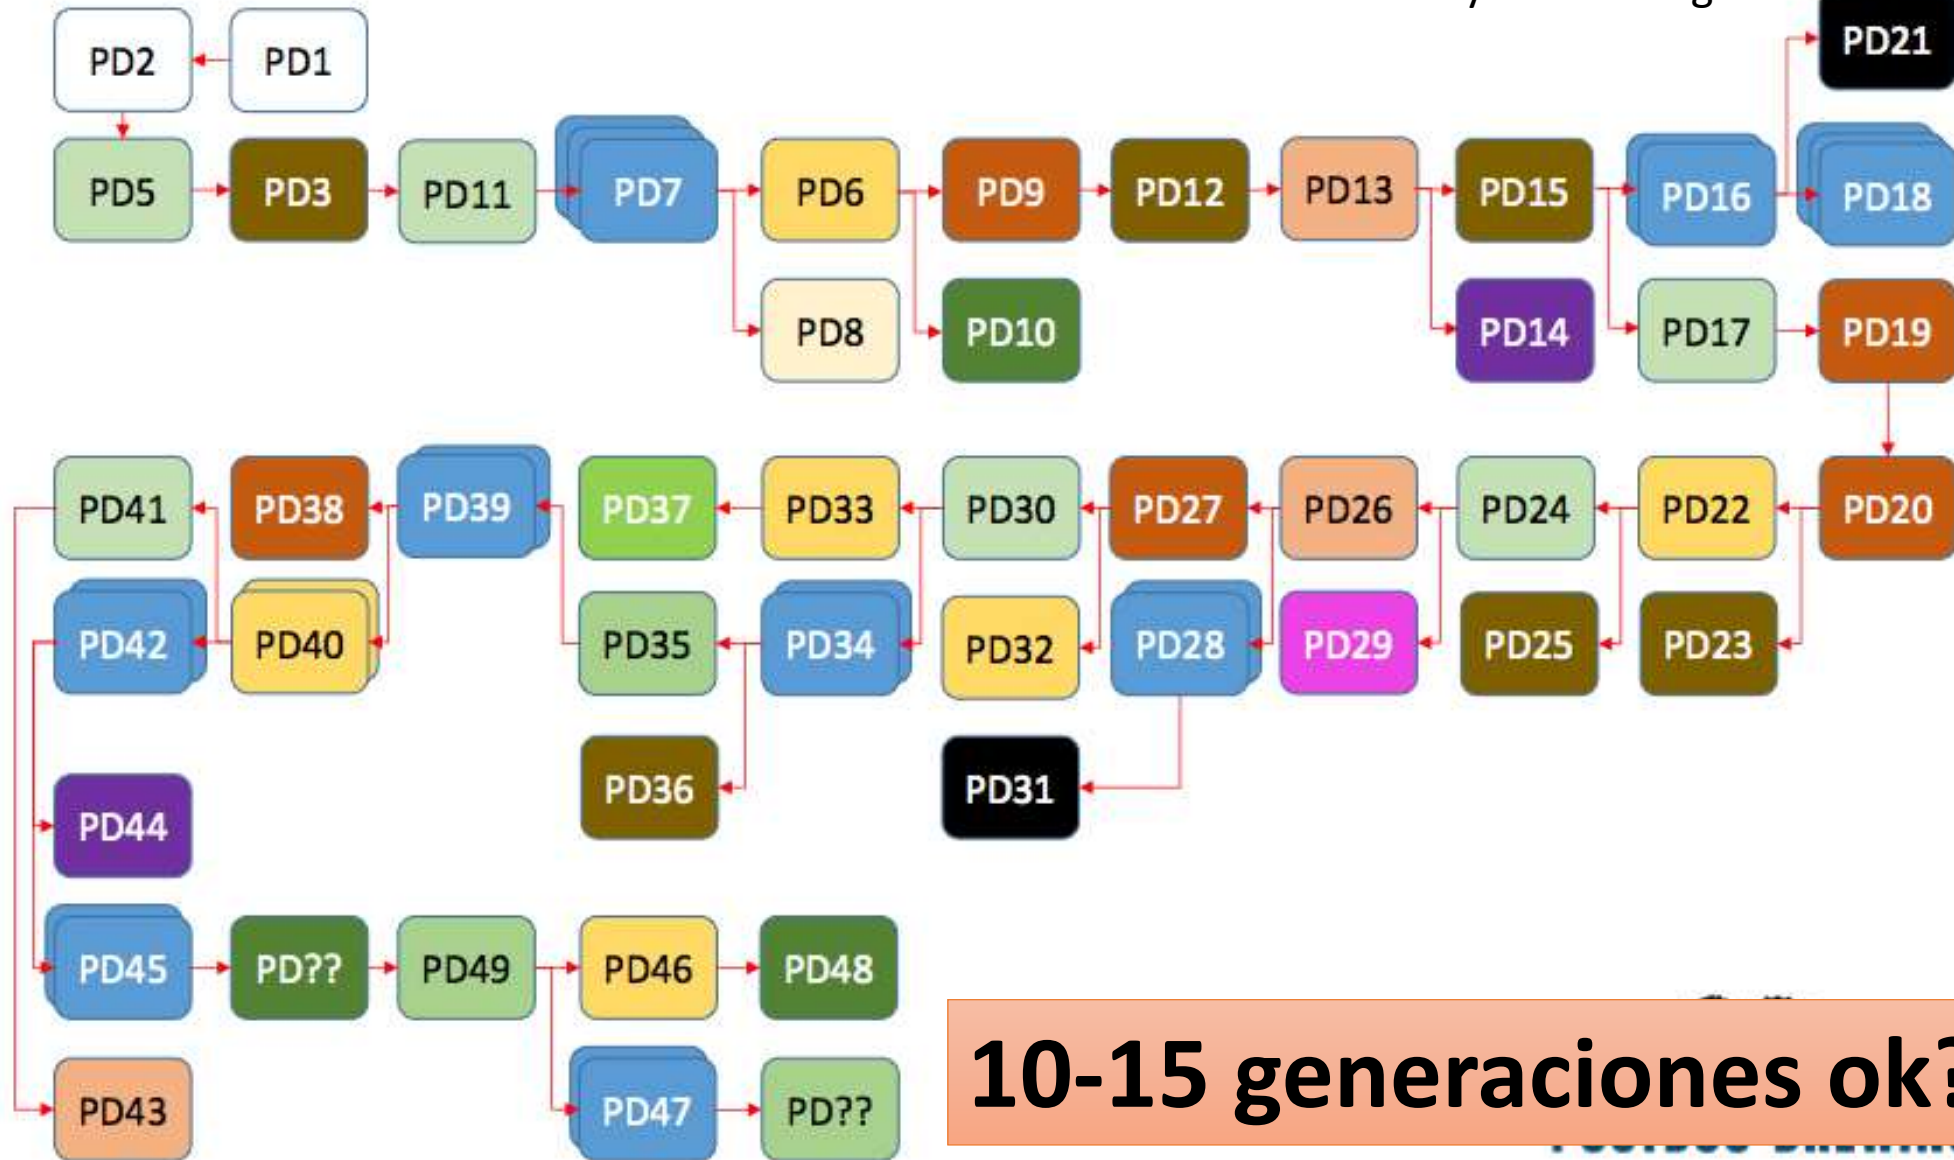 PD2 PD1 PD21
PD5 PD3 PD11 PD7 PD6 PD9 PD12 PD13 PD15 PD16 PD18
PD8 PD10 PD14 PD17 PD19
PD41 PD38 PD39 PD37 PD33 PD30 PD27 PD26 PD24 PD22 PD20
PD42 PD40 PD35 PD34 PD32 PD28 PD29 PD25 PD23
PD36 PD31
PD44
PD45 PD?? PD49 PD46 PD48
10-15 generaciones ok?
PD43 PD47 PD??